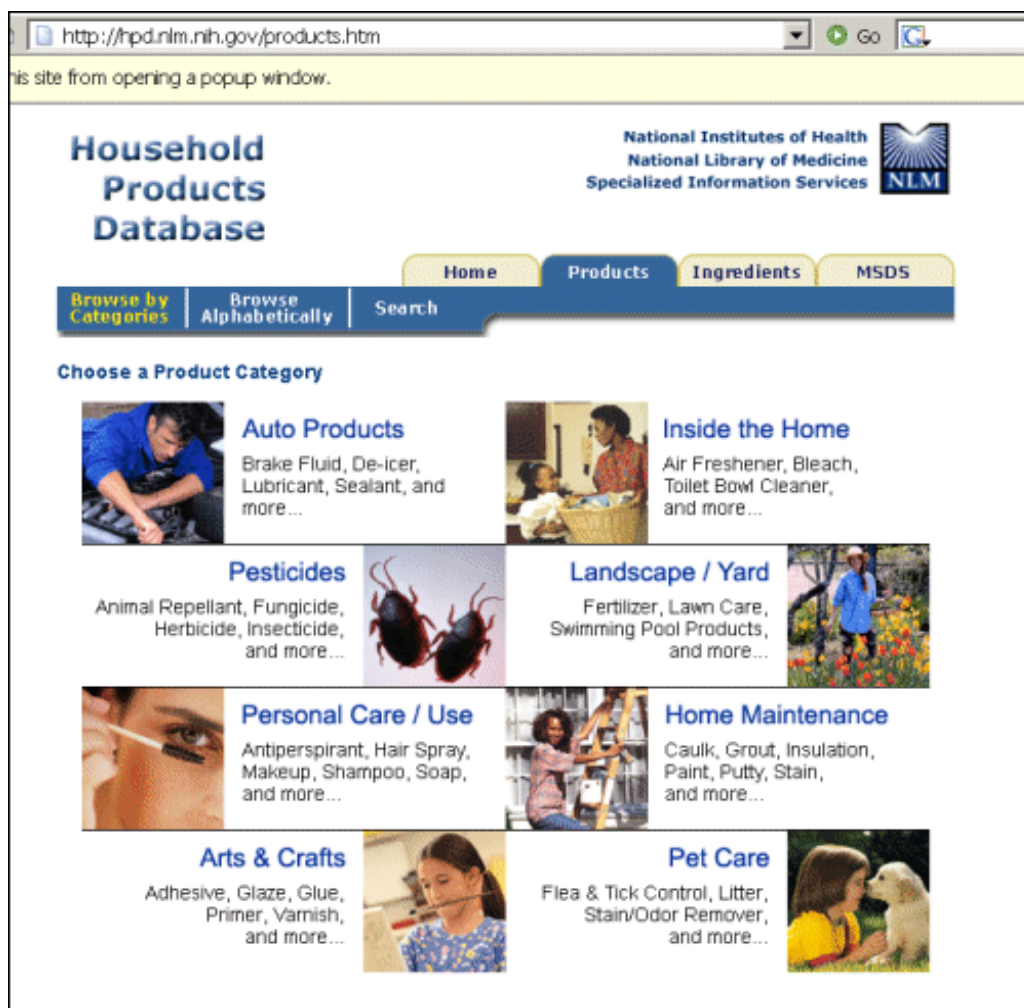 http://hpd.nlm.nih.gov/products.htm
Go
his site from opening a popup window.
Household
Products
Database
National Institutes of Health
National Library of Medicine
Specialized Information Services
NLM
Home
Products
Ingredients
MSDS
Browse by
Categories
Browse
Alphabetically
Search
Choose a Product Category
Auto Products
Brake Fluid, De-icer,
Lubricant, Sealant, and
more...
Inside the Home
Air Freshener, Bleach,
Toilet Bowl Cleaner,
and more...
Pesticides
Animal Repellant, Fungicide,
Herbicide, Insecticide,
and more...
Landscape / Yard
Fertilizer, Lawn Care,
Swimming Pool Products,
and more...
Personal Care / Use
Antiperspirant, Hair Spray,
Makeup, Shampoo, Soap,
and more...
Home Maintenance
Caulk, Grout, Insulation,
Paint, Putty, Stain,
and more...
Arts & Crafts
Adhesive, Glaze, Glue,
Primer, Varnish,
and more...
Pet Care
Flea & Tick Control, Litter,
Stain/Odor Remover,
and more...